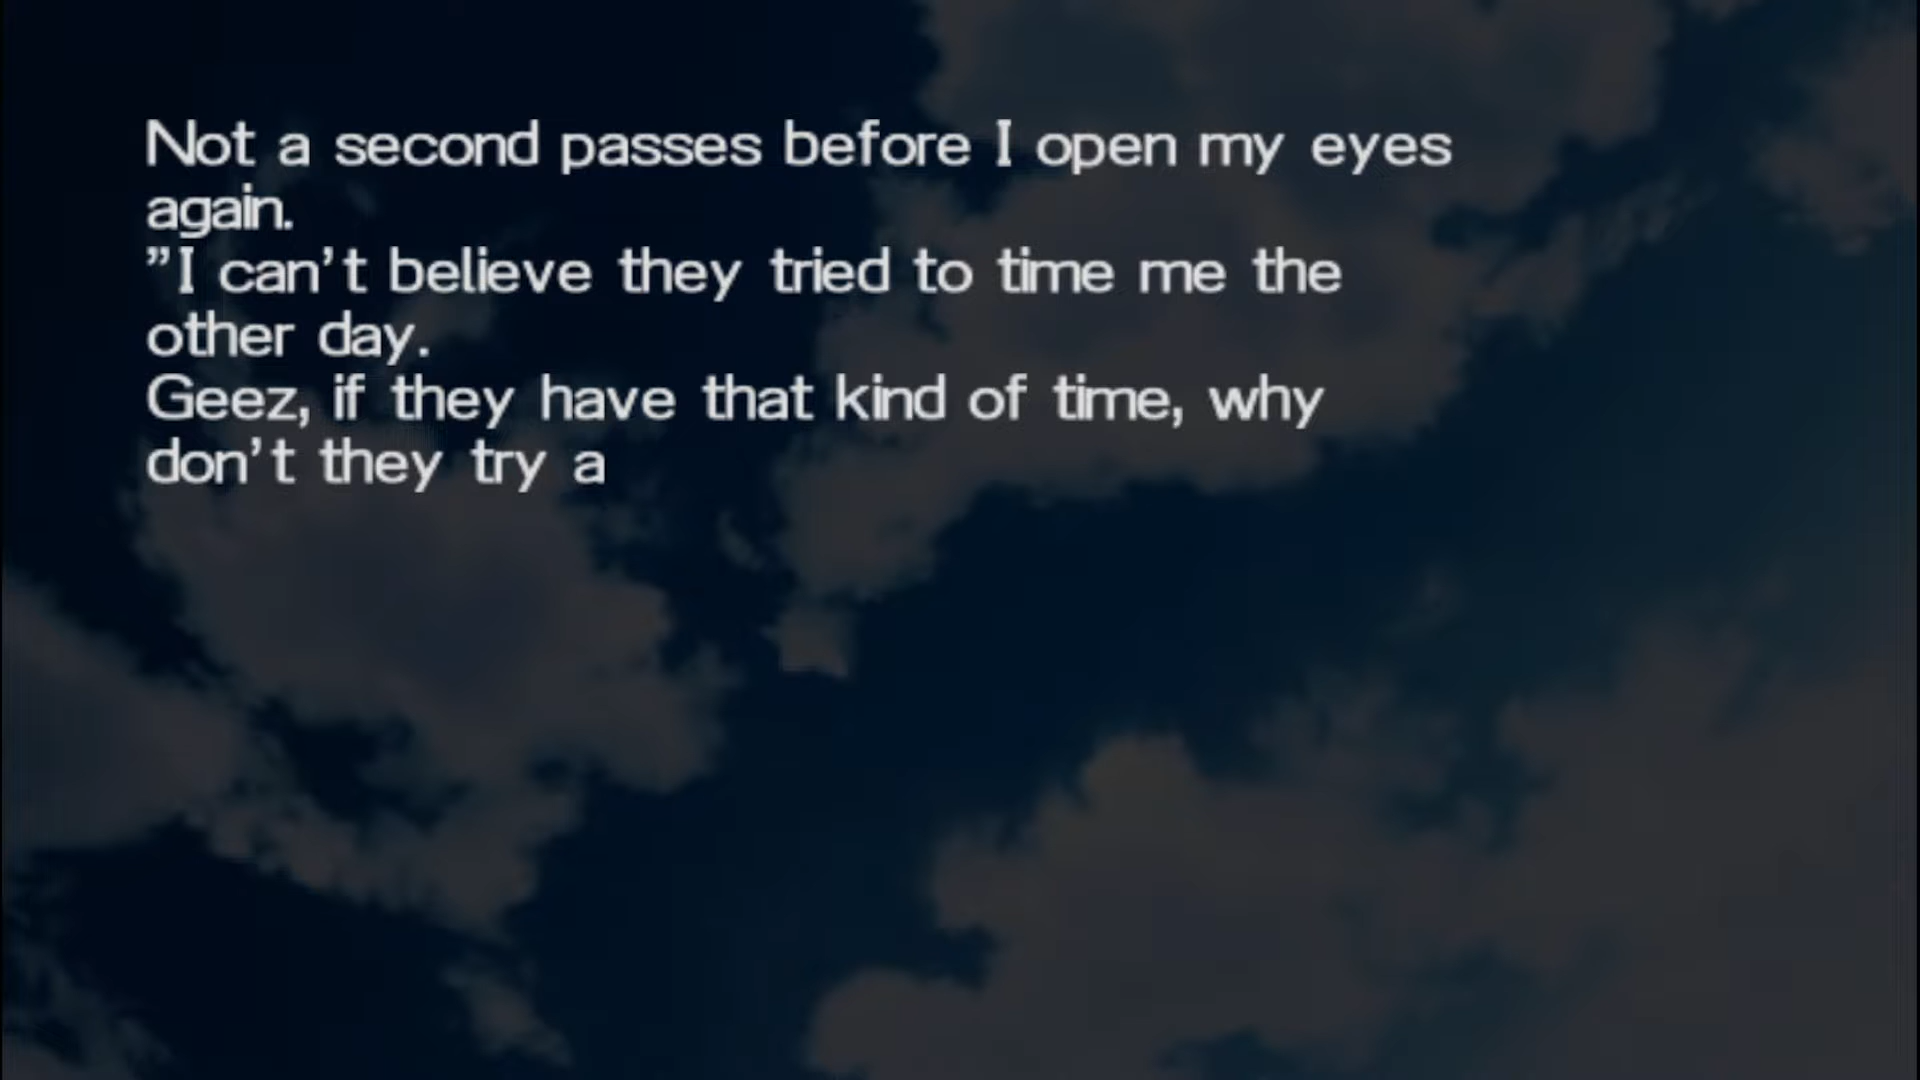 Not a second passes before I open my eyes
again.
”I can’t believe they tried to time me the
other day.
Geez, if they have that kind of time, why
don’t they try a